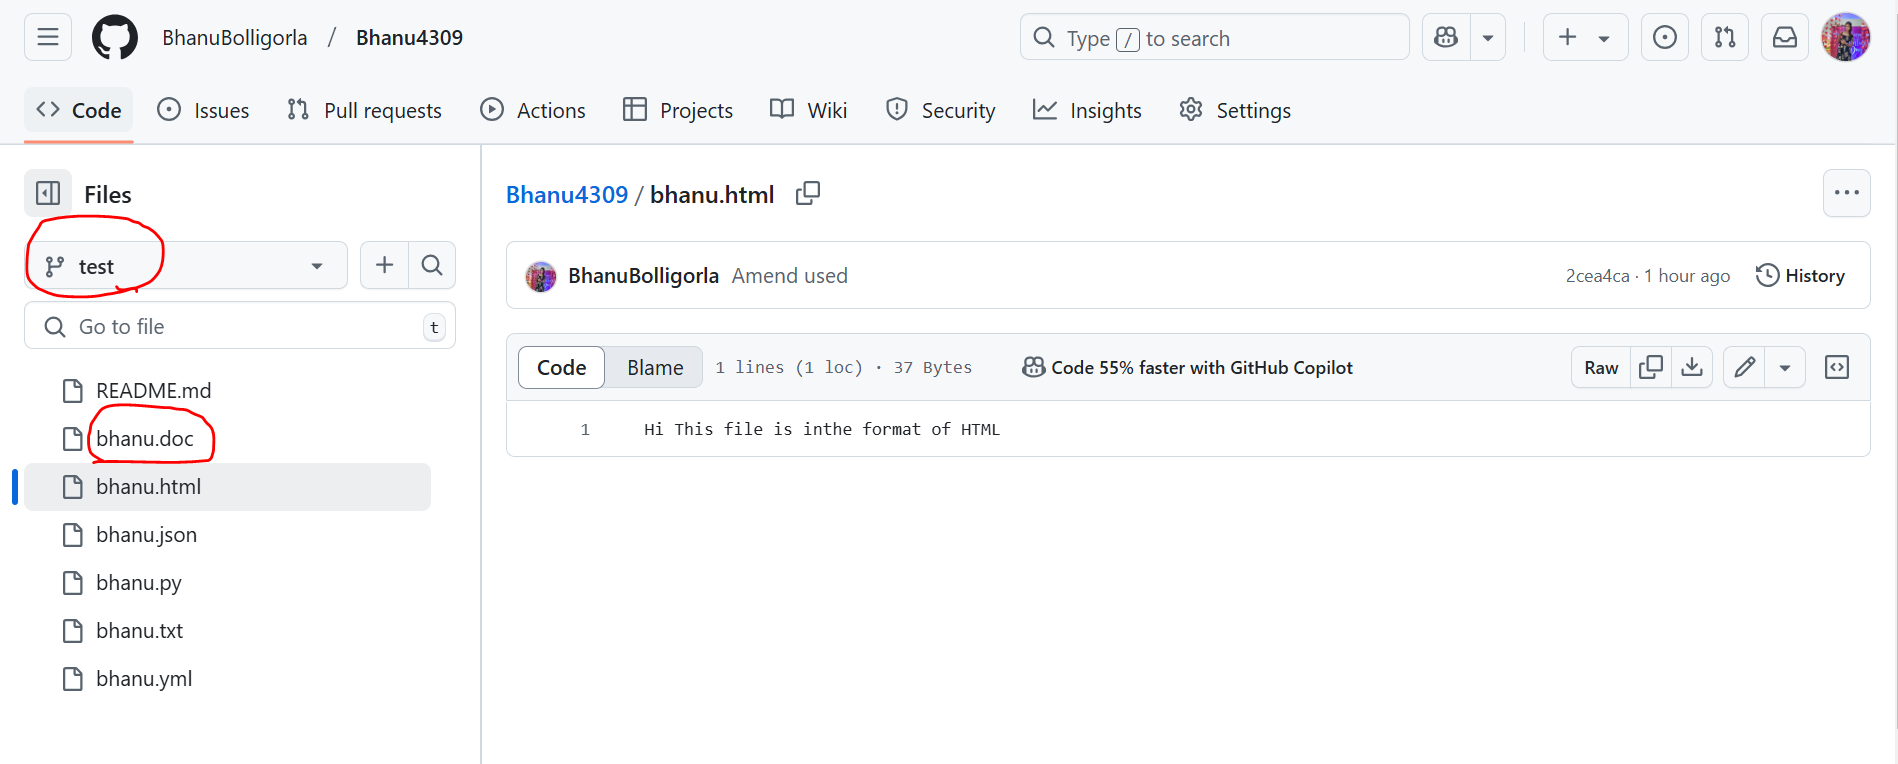 BhanuBolligorla / Bhanu4309
Type / to search
Code Issues Pull requests Actions Projects Wiki Security Insights Settings
Files
test
Go to file t
README.md
bhanu.doc
bhanu.html
bhanu.json
bhanu.py
bhanu.txt
bhanu.yml
Bhanu4309 / bhanu.html
BhanuBolligorla Amend used 2cea4ca · 1 hour ago History
Code Blame 1 lines (1 loc) · 37 Bytes Code 55% faster with GitHub Copilot Raw
1 Hi This file is inthe format of HTML